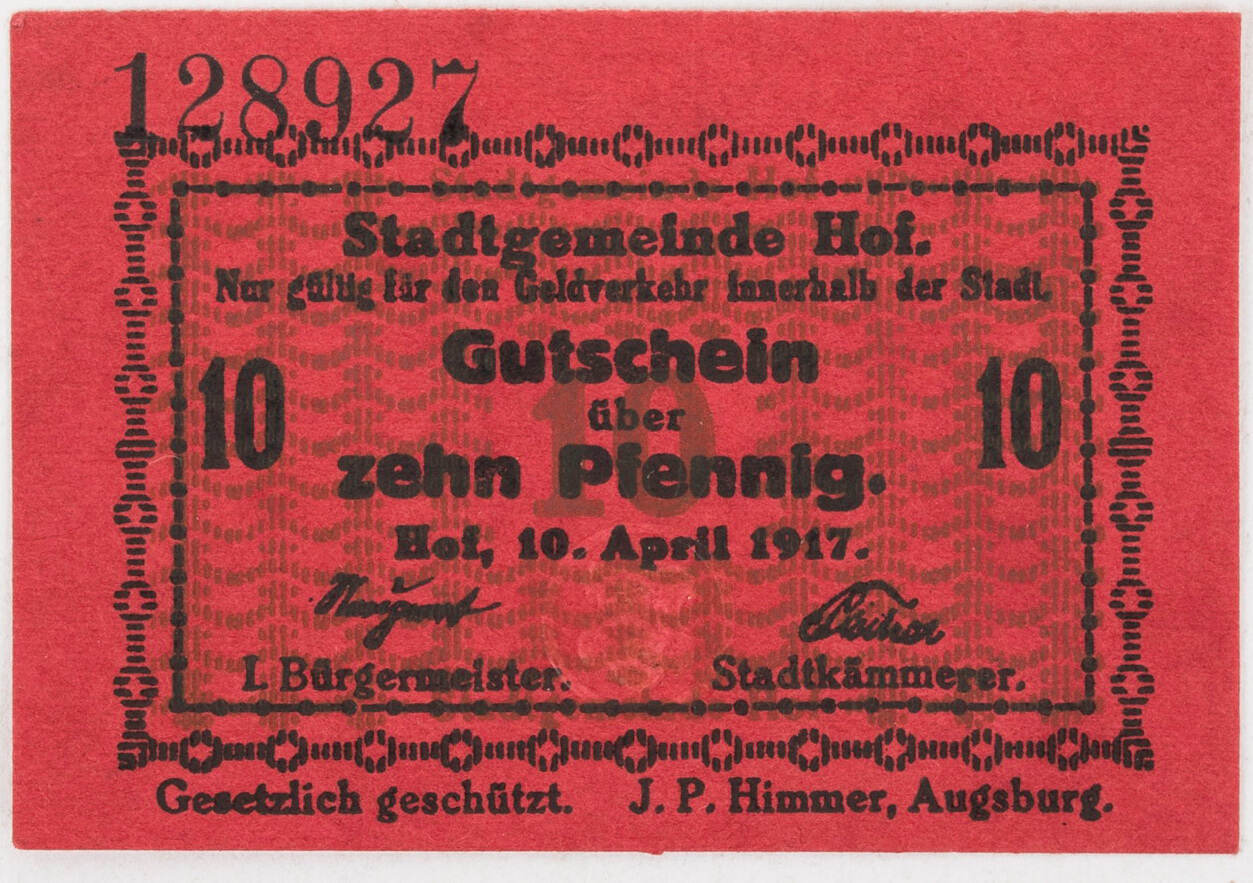 128927
Stadtgemeinde Hof.
Nur gültig für den Geldverkehr innerhalb der Stadt.
Gutschein
über
10 10 10
zehn Pfennig.
Hof, 10. April 1917.
I. Bürgermeister. Stadtkämmerer.
Gesetzlich geschützt. J. P. Himmer, Augsburg.